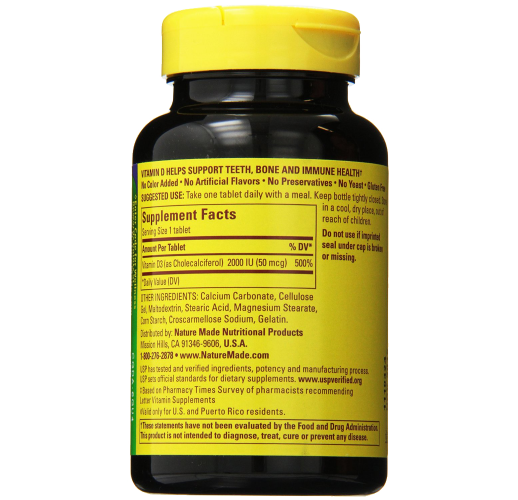 VITAMIN D HELPS SUPPORT TEETH, BONE AND IMMUNE HEALTH†
No Color Added • No Artificial Flavors • No Preservatives • No Yeast • Gluten Free
SUGGESTED USE: Take one tablet daily with a meal. Keep bottle tightly closed.
in a cool, dry place, out of
reach of children.
Do not use if imprinted
seal under cap is broken
or missing.
Supplement Facts
Serving Size 1 tablet
Amount Per Tablet % DV*
Vitamin D3 (as Cholecalciferol) 2000 IU (50 mcg) 500%
*Daily Value (DV)
OTHER INGREDIENTS: Calcium Carbonate, Cellulose
Gel, Maltodextrin, Stearic Acid, Magnesium Stearate,
Corn Starch, Croscarmellose Sodium, Gelatin.
Distributed by: Nature Made Nutritional Products
Mission Hills, CA 91346-9606, U.S.A.
1-800-276-2878 • www.NatureMade.com
USP has tested and verified ingredients, potency and manufacturing process.
USP sets official standards for dietary supplements. www.uspverified.org
‡Based on Pharmacy Times Survey of pharmacists recommending
Letter Vitamin Supplements
Valid only for U.S. and Puerto Rico residents.
†These statements have not been evaluated by the Food and Drug Administration.
This product is not intended to diagnose, treat, cure or prevent any disease.